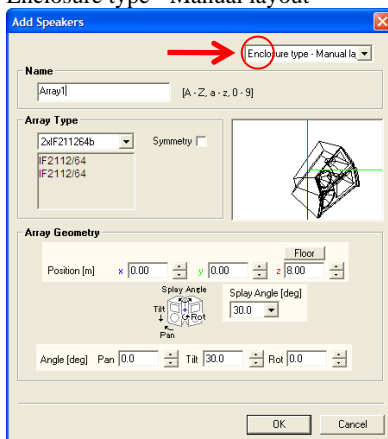 Enclosure type - Manual layout
Add Speakers
Enclosure type - Manual la
Name
Array1
[A - Z, a - z, 0 - 9]
Array Type
2xIF211264b
Symmetry
IF2112/64
IF2112/64
Array Geometry
Floor
Position [m] x 0.00 y 0.00 z 8.00
Splay Angle
Splay Angle [deg]
Tilt
30.0
Rot
Pan
Angle [deg] Pan 0.0 Tilt 30.0 Rot 0.0
OK Cancel